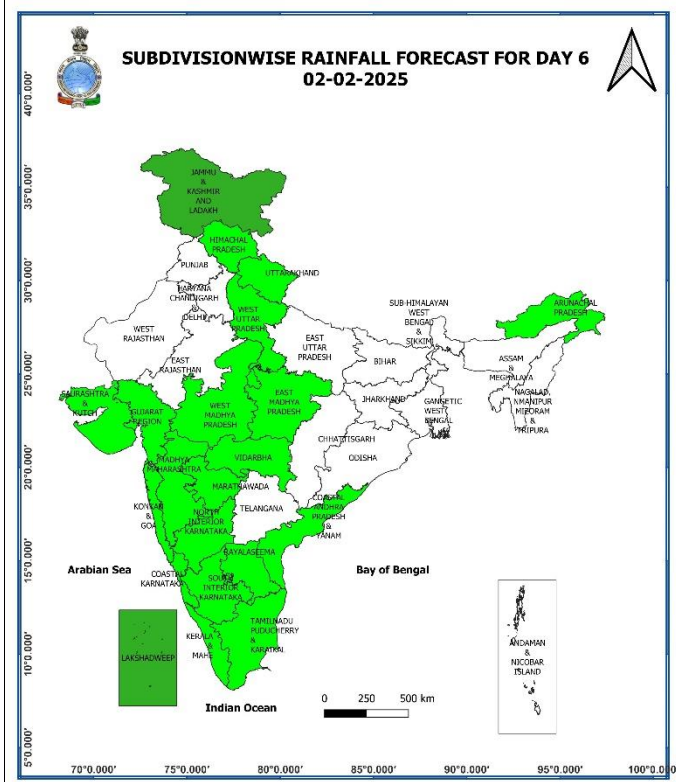 SUBDIVISIONWISE RAINFALL FORECAST FOR DAY 6
02-02-2025
40°0.000'
35°0.000'
30°0.000'
25°0.000'
20°0.000'
15°0.000'
10°0.000'
5°0.000'
JAMMU
&
KASHMIR
AND
LADAKH
HIMACHAL
PRADESH
PUNJAB
UTTARAKHAND
HARYANA
CHANDIGARH
&
DELHI
WEST
UTTAR
PRADESH
WEST
RAJASTHAN
EAST
RAJASTHAN
EAST
UTTAR
PRADESH
SUB-HIMALAYAN
WEST
BENGAL
&
SIKKIM
ARUNACHAL
PRADESH
BIHAR
ASSAM
&
MEGHALAYA
NAGALAD,
NMANIPUR
MIZORAM
&
TRIPURA
SAURASHTRA
&
KUTCH
GUJARAT
REGION
WEST
MADHYA
PRADESH
EAST
MADHYA
PRADESH
JHARKHAND
GANGETIC
WEST
BENGAL
CHHATTISGARH
ODISHA
MADHYA
MAHARASHTRA
VIDARBHA
MARATHAWADA
TELANGANA
KONKAN
&
GOA
NORTH
INTERIOR
KARNATAKA
COASTAL
ANDHRA
PRADESH
&
YANAM
RAYALASEEMA
COASTAL
KARNATAKA
SOUTH
INTERIOR
KARNATAKA
Arabian Sea
Bay of Bengal
TAMILNADU
PUDUCHERRY
&
KARAIKAL
KERALA
&
MAHE
LAKSHADWEEP
ANDAMAN
&
NICOBAR
ISLAND
Indian Ocean
0 250 500 km
70°0.000' 75°0.000' 80°0.000' 85°0.000' 90°0.000' 95°0.000' 100°0.000'